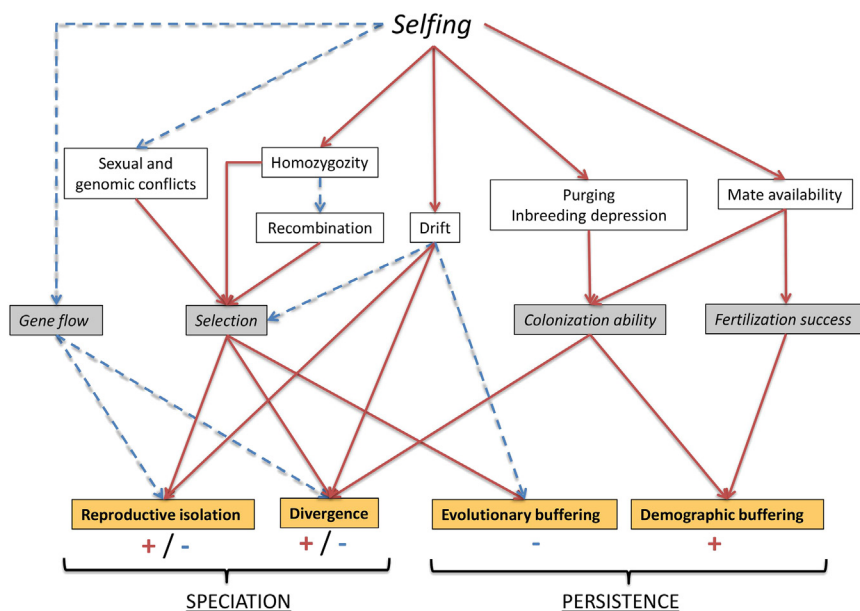 Selfing
Sexual and
genomic conflicts
Homozygozity
Purging
Inbreeding depression
Mate availability
Recombination
Drift
Gene flow
Selection
Colonization ability
Fertilization success
Reproductive isolation
Divergence
Evolutionary buffering
Demographic buffering
+ / -
+ / -
-
+
SPECIATION
PERSISTENCE